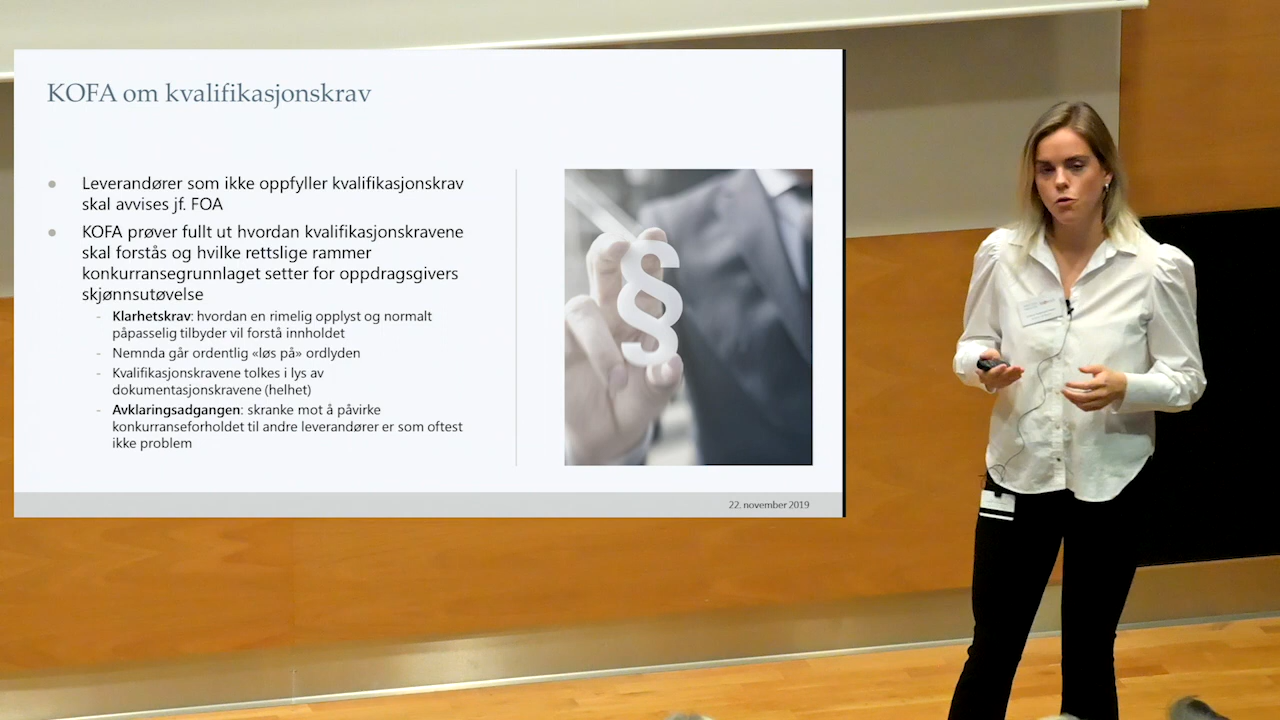 KOFA om kvalifikasjonskrav
Leverandører som ikke oppfyller kvalifikasjonskrav
skal avvises jf. FOA
KOFA prøver fullt ut hvordan kvalifikasjonskravene
skal forstås og hvilke rettslige rammer
konkurransegrunnlaget setter for oppdragsgivers
skjønnsutøvelse
- Klarhetskrav: hvordan en rimelig opplyst og normalt
påpasselig tilbyder vil forstå innholdet
- Nemnda går ordentlig «løs på» ordlyden
- Kvalifikasjonskravene tolkes i lys av
dokumentasjonskravene (helhet)
- Avklaringsadgangen: skranke mot å påvirke
konkurranseforholdet til andre leverandører er som oftest
ikke problem
§
22. november 2019